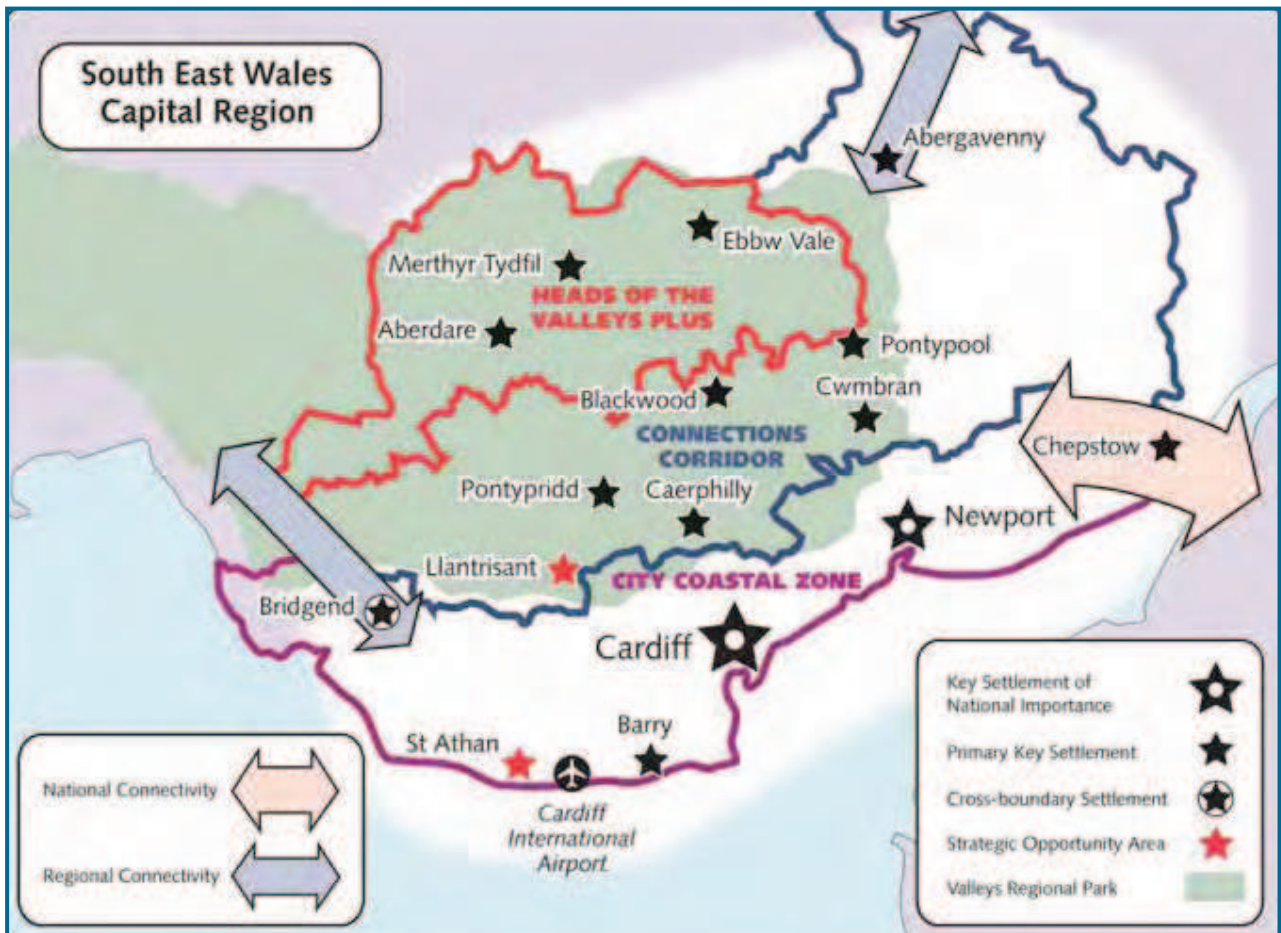 South East Wales
Capital Region
Abergavenny
Ebbw Vale
Merthyr Tydfil
HEADS OF THE
VALLEYS PLUS
Aberdare
Pontypool
Blackwood
Cwmbran
CONNECTIONS
CORRIDOR
Chepstow
Pontypridd
Caerphilly
Newport
Llantrisant
CITY COASTAL ZONE
Bridgend
Cardiff
St Athan
Barry
Cardiff
International
Airport
National Connectivity
Regional Connectivity
Key Settlement of
National Importance
Primary Key Settlement
Cross-boundary Settlement
Strategic Opportunity Area
Valleys Regional Park